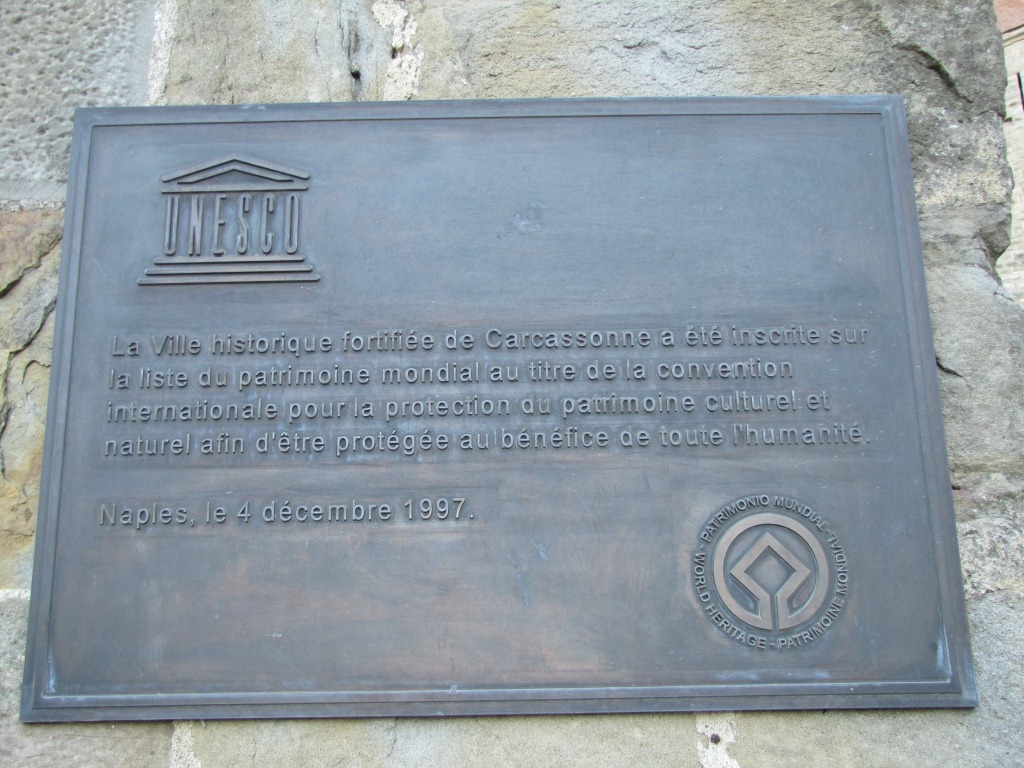 UNESCO
La Ville historique fortifiée de Carcassonne a été inscrite sur
la liste du patrimoine mondial au titre de la convention
internationale pour la protection du patrimoine culturel et
naturel afin d'être protégée au bénéfice de toute l'humanité.
Naples, le 4 décembre 1997.
WORLD HERITAGE - PATRIMOINE MONDIAL - PATRIMONIO MUNDIAL -